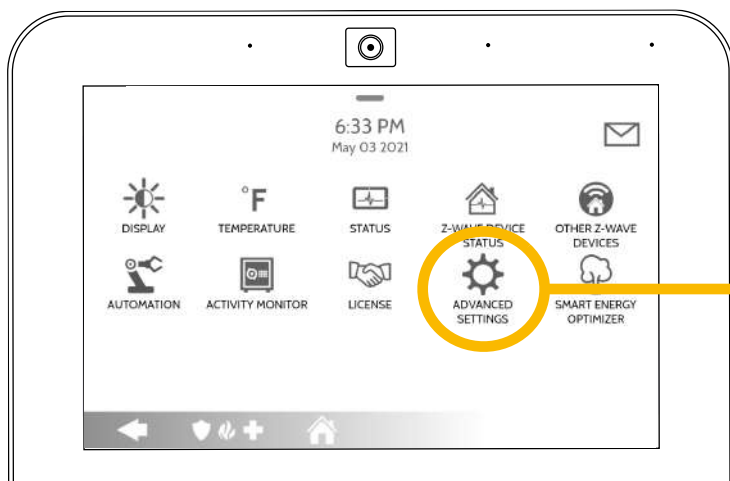 6:33 PM
May 03 2021
DISPLAY
°F
TEMPERATURE
STATUS
Z-WAVE DEVICE
STATUS
OTHER Z-WAVE
DEVICES
AUTOMATION
ACTIVITY MONITOR
LICENSE
ADVANCED
SETTINGS
SMART ENERGY
OPTIMIZER